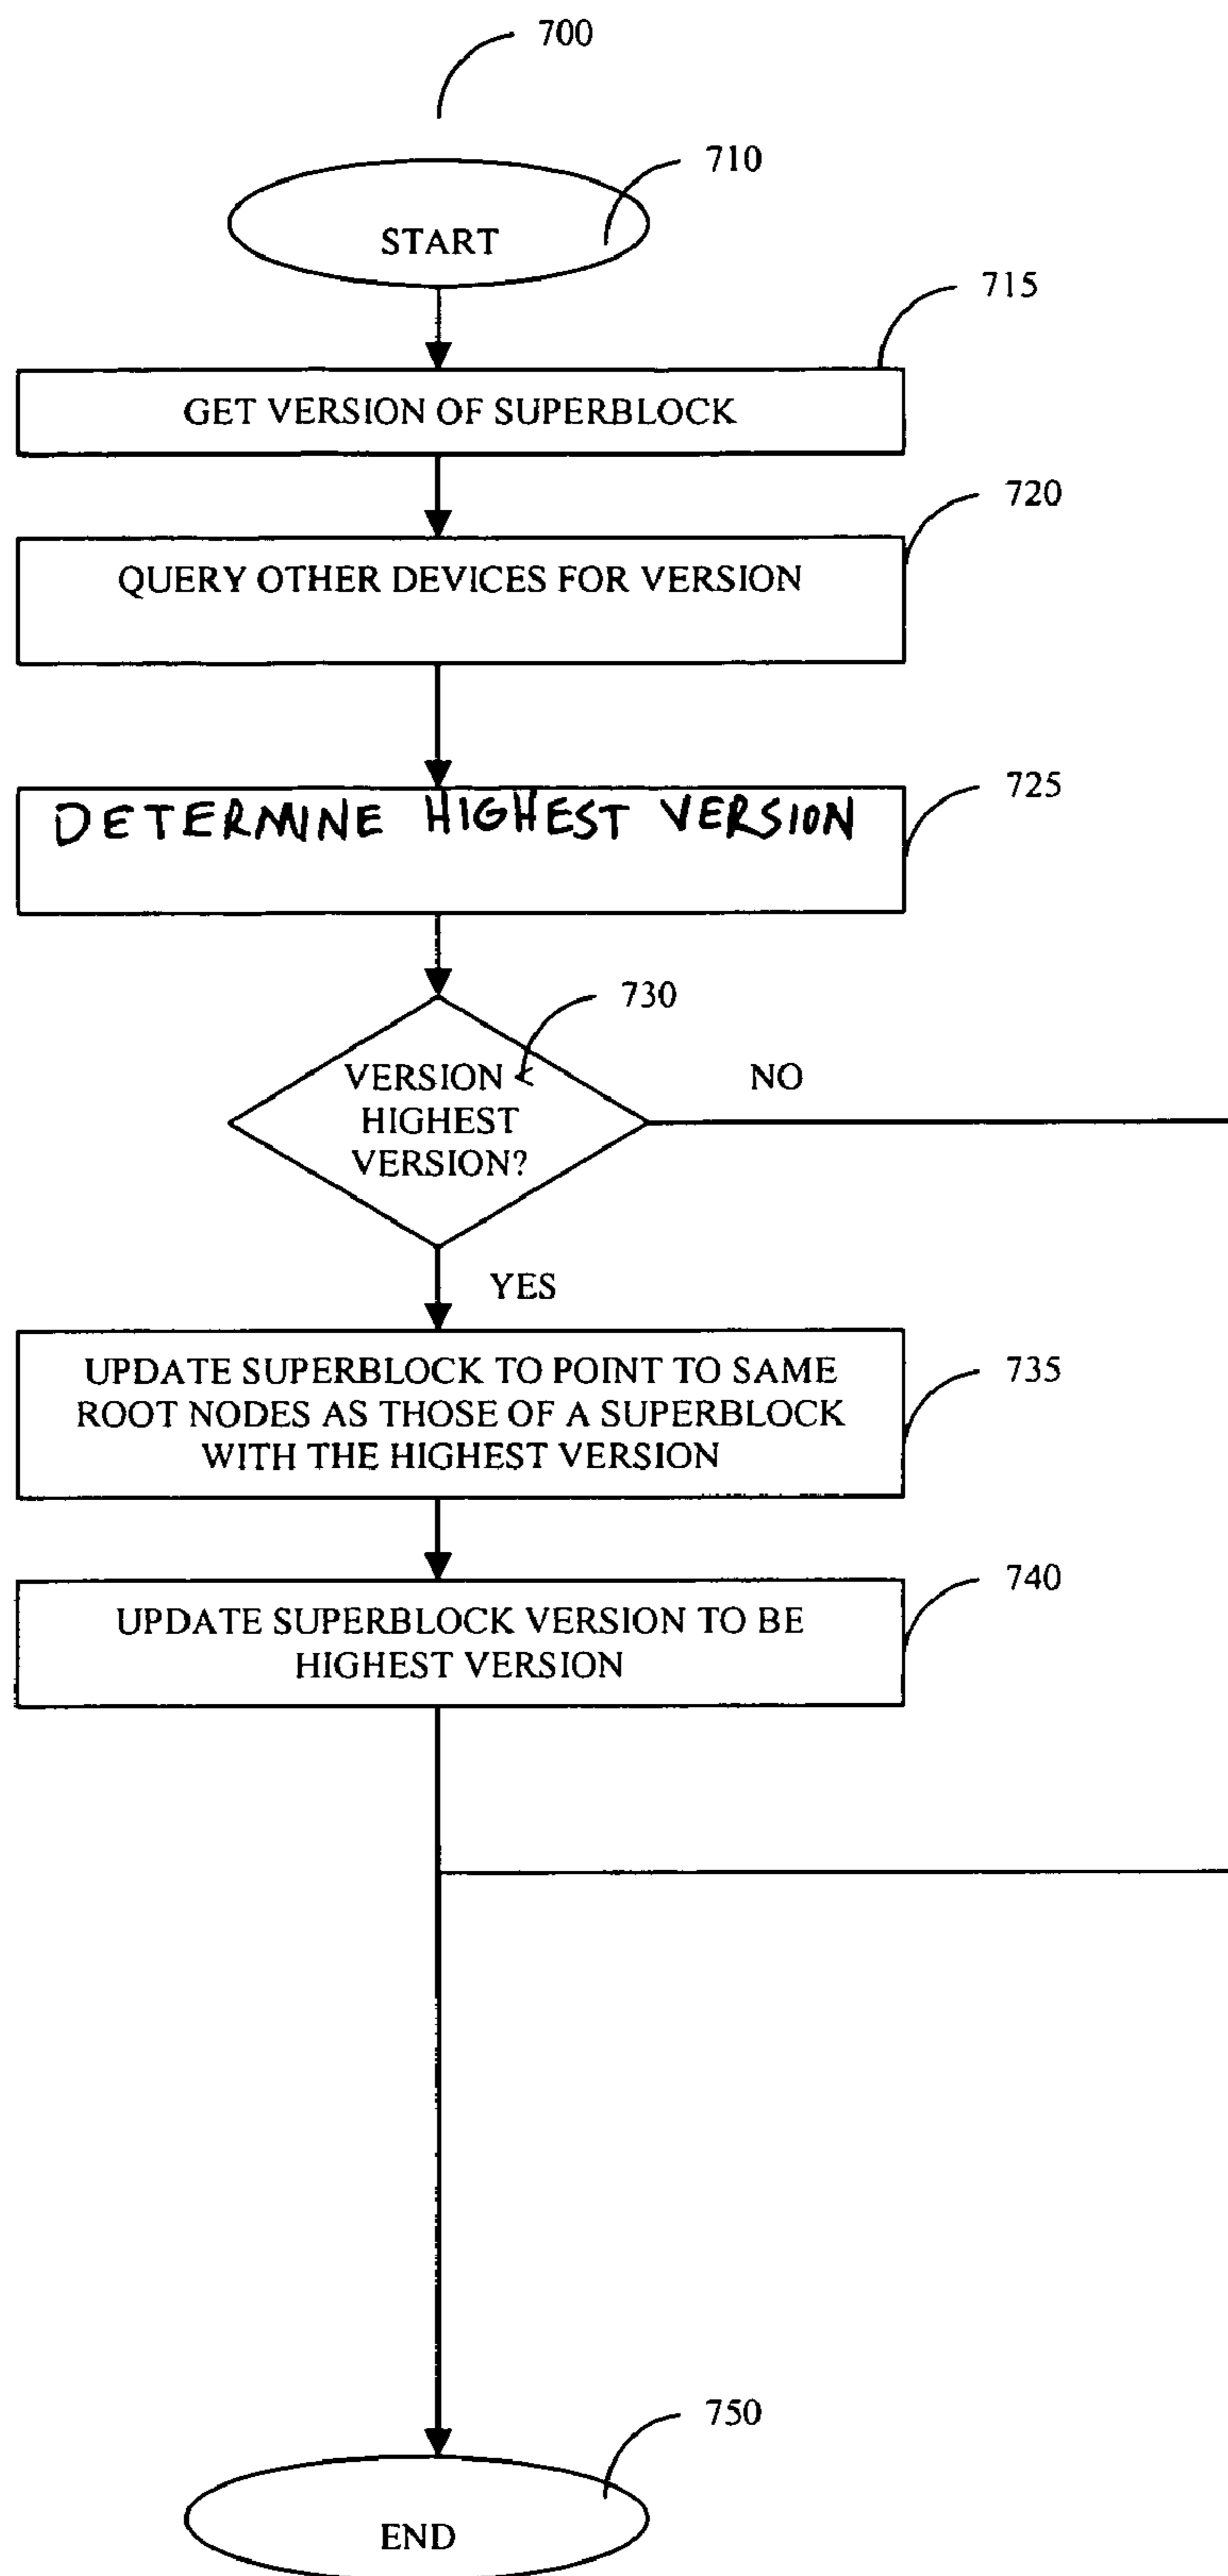 700
710
START
715
GET VERSION OF SUPERBLOCK
720
QUERY OTHER DEVICES FOR VERSION
725
DETERMINE HIGHEST VERSION
730
VERSION <
HIGHEST
VERSION?
NO
YES
UPDATE SUPERBLOCK TO POINT TO SAME
ROOT NODES AS THOSE OF A SUPERBLOCK
WITH THE HIGHEST VERSION
735
740
UPDATE SUPERBLOCK VERSION TO BE
HIGHEST VERSION
750
END